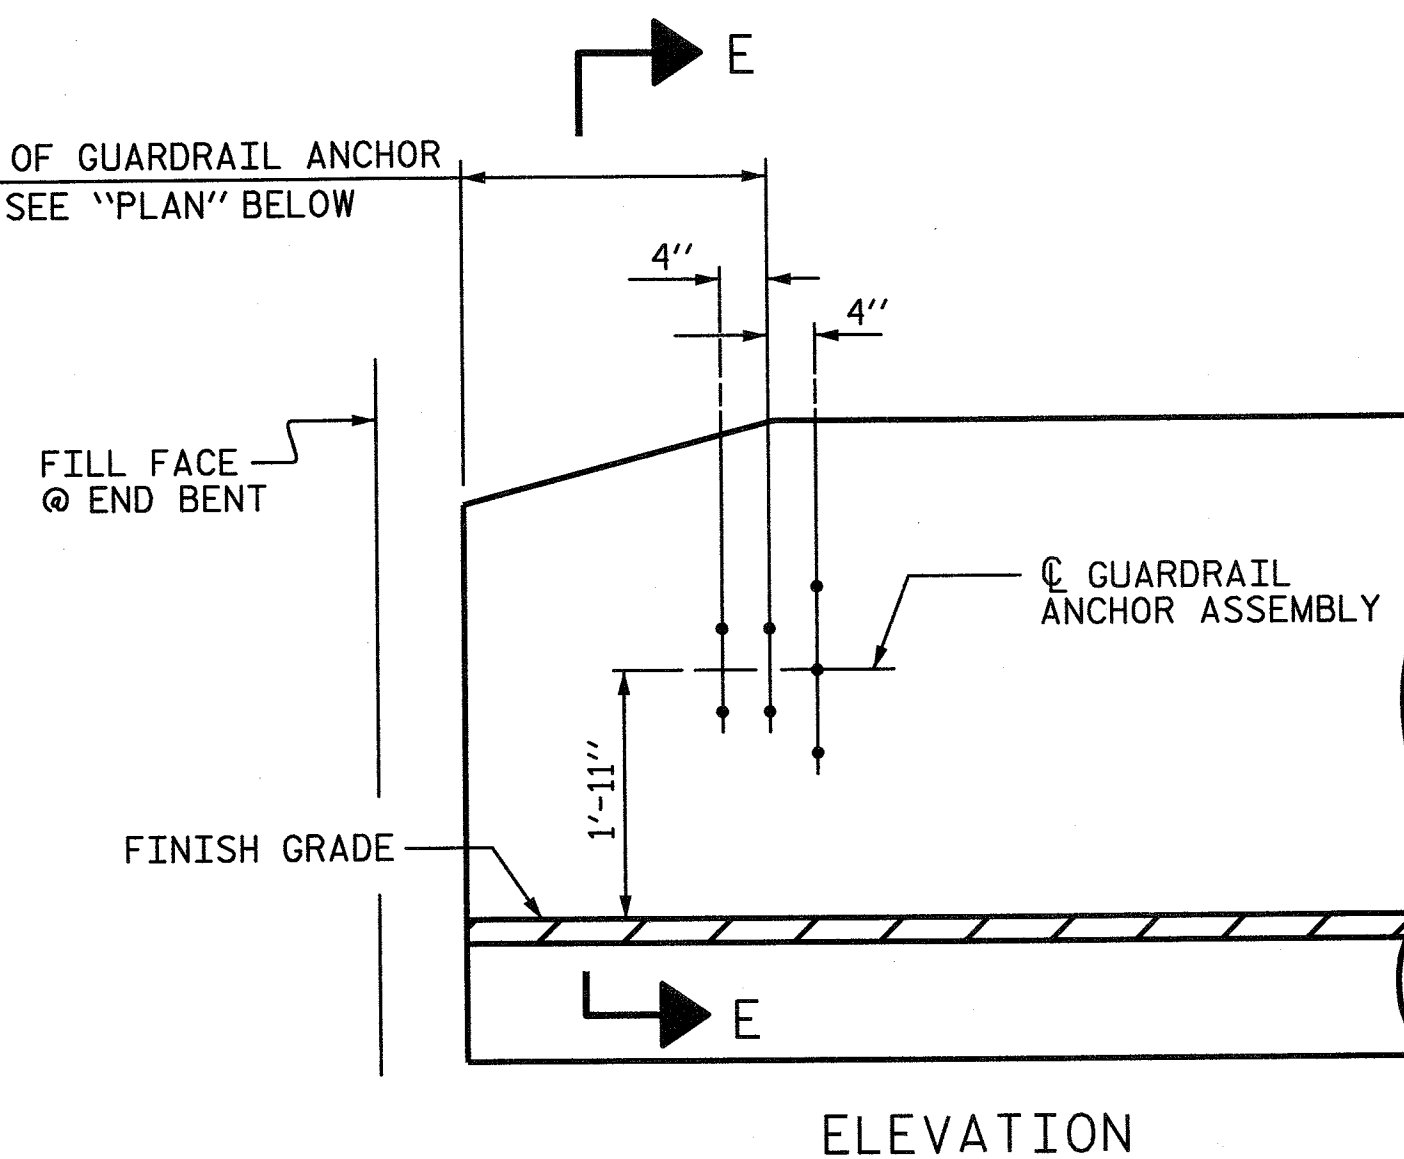 E
OF GUARDRAIL ANCHOR
SEE "PLAN" BELOW
4"
4"
FILL FACE
@ END BENT
℄ GUARDRAIL
ANCHOR ASSEMBLY
1'-11"
FINISH GRADE
E
ELEVATION